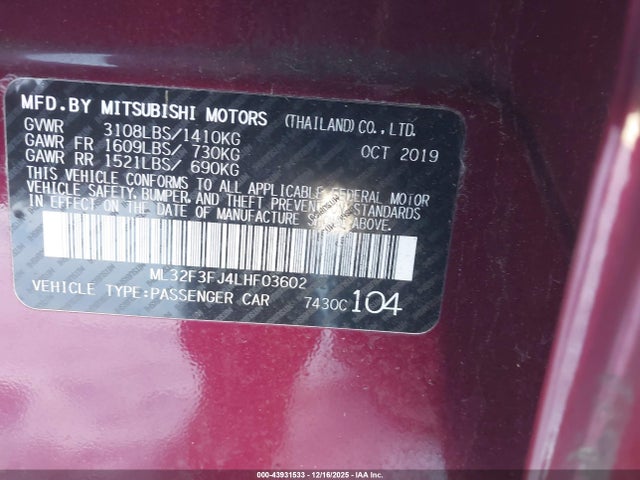 MFD.BY MITSUBISHI MOTORS (THAILAND)CO.,LTD.
GVWR 3108LBS/1410KG
GAWR FR 1609LBS/ 730KG OCT 2019
GAWR RR 1521LBS/ 690KG
THIS VEHICLE CONFORMS TO ALL APPLICABLE FEDERAL MOTOR
VEHICLE SAFETY, BUMPER, AND THEFT PREVENTION STANDARDS
IN EFFECT ON THE DATE OF MANUFACTURE SHOWN ABOVE.
ML32F3FJ4LHF03602
VEHICLE TYPE:PASSENGER CAR 7430C 104
000-43931533 - 12/16/2025 - IAA Inc.